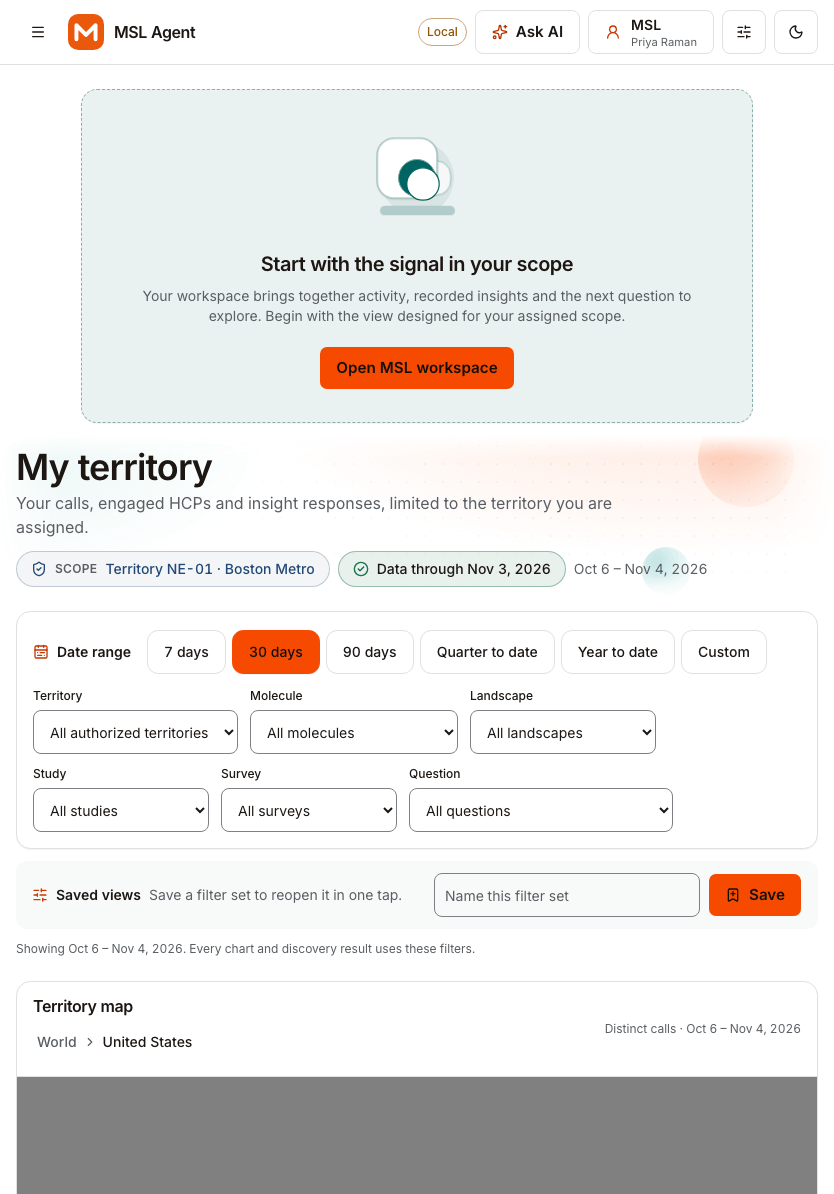 MSL Agent
Local
Ask AI
MSL
Priya Raman
Start with the signal in your scope
Your workspace brings together activity, recorded insights and the next question to
explore. Begin with the view designed for your assigned scope.
Open MSL workspace
My territory
Your calls, engaged HCPs and insight responses, limited to the territory you are
assigned.
SCOPE Territory NE-01 · Boston Metro
Data through Nov 3, 2026
Oct 6 – Nov 4, 2026
Date range
7 days
30 days
90 days
Quarter to date
Year to date
Custom
Territory
Molecule
Landscape
All authorized territories
All molecules
All landscapes
Study
Survey
Question
All studies
All surveys
All questions
Saved views Save a filter set to reopen it in one tap.
Name this filter set
Save
Showing Oct 6 – Nov 4, 2026. Every chart and discovery result uses these filters.
Territory map
World > United States
Distinct calls · Oct 6 – Nov 4, 2026